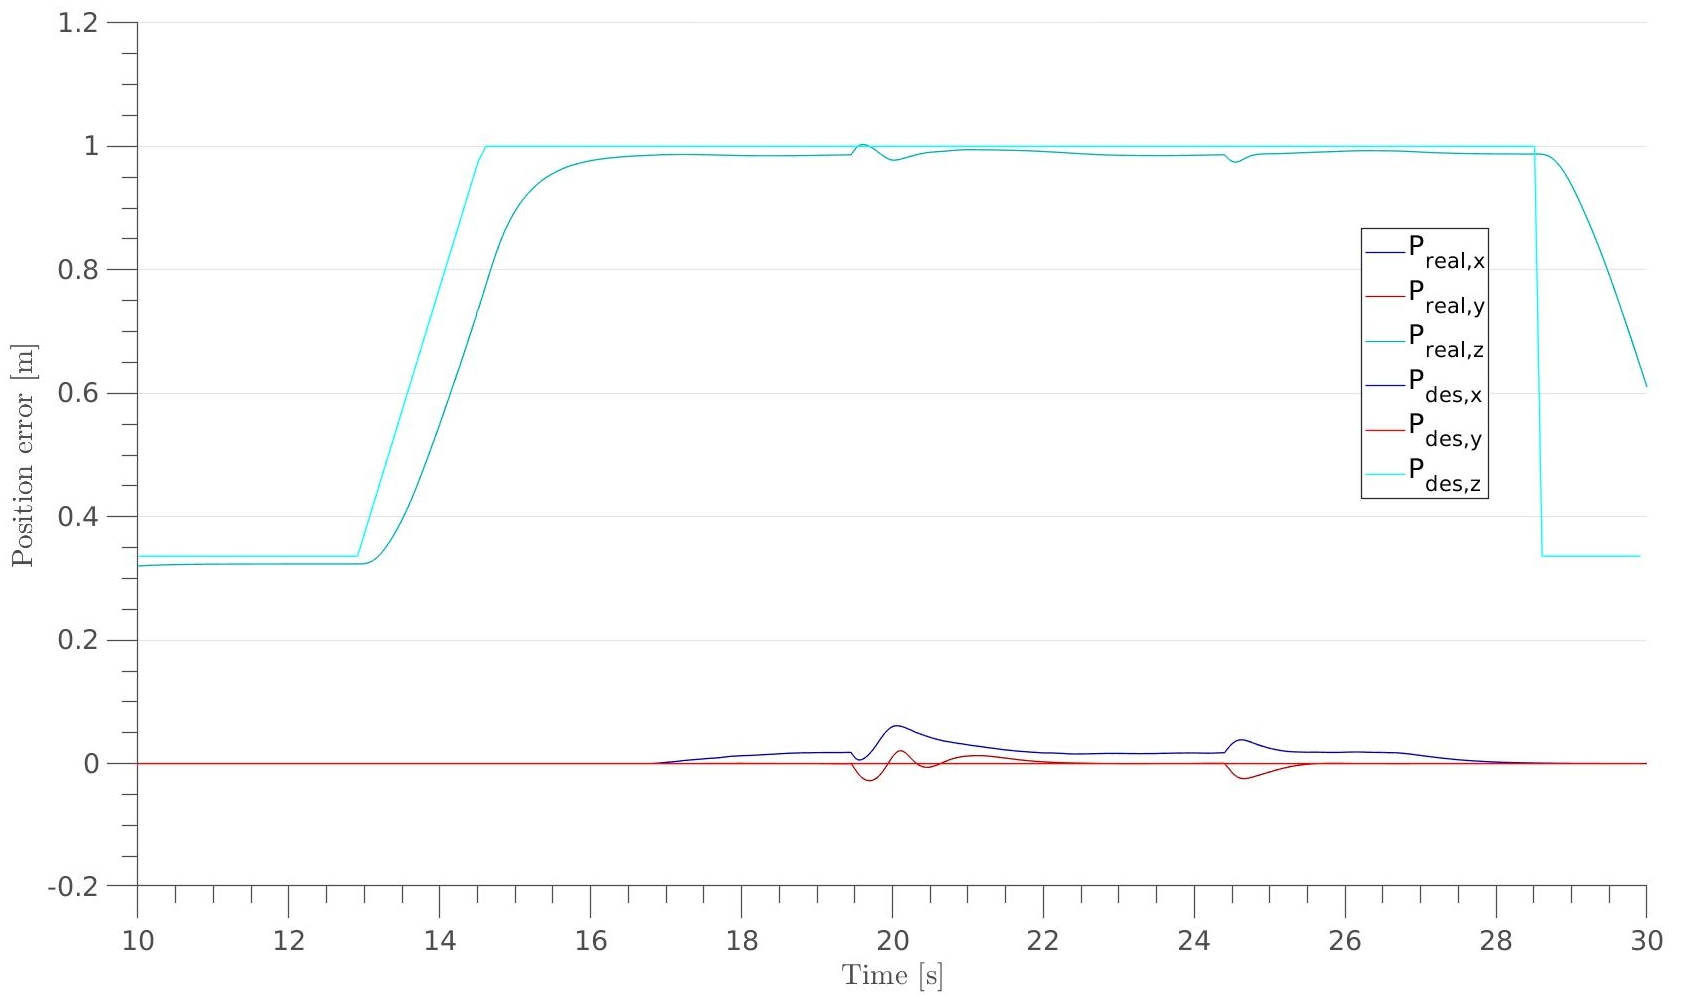 1.2
1
0.8
0.6
0.4
0.2
0
-0.2
Position error [m]
P real,x
P real,y
P real,z
P des,x
P des,y
P des,z
10 12 14 16 18 20 22 24 26 28 30
Time [s]